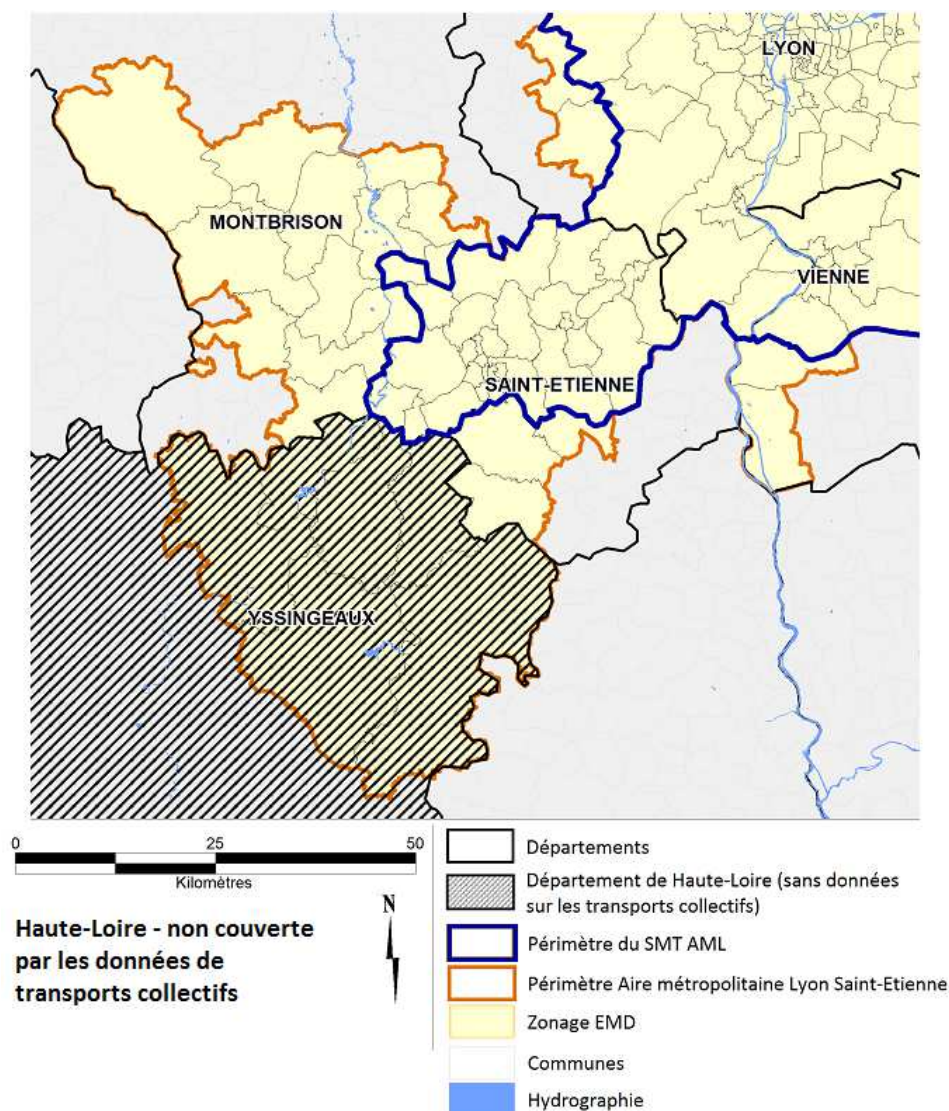 LYON
MONTBRISON
VIENNE
SAINT-ETIENNE
YSSINGEAUX
0 25 50
Kilomètres
N
Haute-Loire - non couverte
par les données de
transports collectifs
Départements
Département de Haute-Loire (sans données
sur les transports collectifs)
Périmètre du SMT AML
Périmètre Aire métropolitaine Lyon Saint-Etienne
Zonage EMD
Communes
Hydrographie